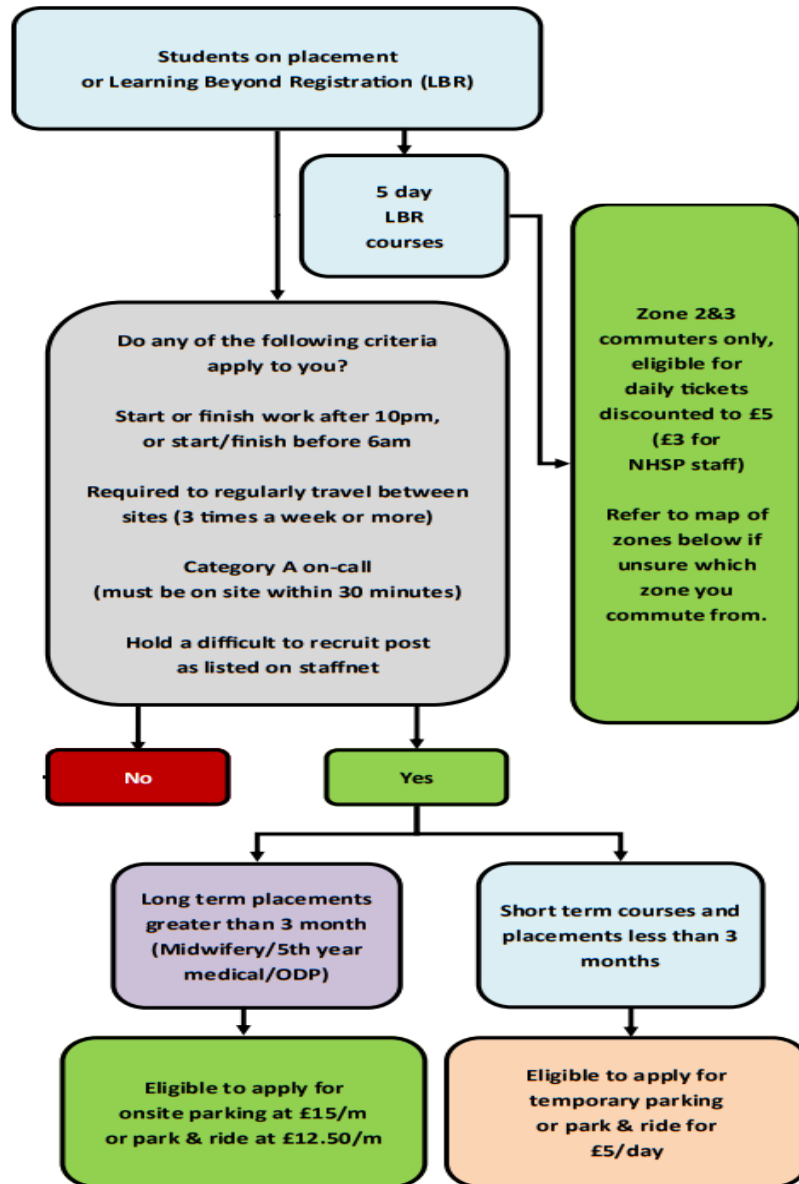 Students on placement
or Learning Beyond Registration (LBR)
5 day
LBR
courses
Zone 2&3
commuters only,
eligible for
daily tickets
discounted to £5
(£3 for
NHSP staff)
Refer to map of
zones below if
unsure which
zone you
commute from.
Do any of the following criteria
apply to you?
Start or finish work after 10pm,
or start/finish before 6am
Required to regularly travel between
sites (3 times a week or more)
Category A on-call
(must be on site within 30 minutes)
Hold a difficult to recruit post
as listed on staffnet
No
Yes
Long term placements
greater than 3 month
(Midwifery/5th year
medical/ODP)
Short term courses and
placements less than 3
months
Eligible to apply for
onsite parking at £15/m
or park & ride at £12.50/m
Eligible to apply for
temporary parking
or park & ride for
£5/day